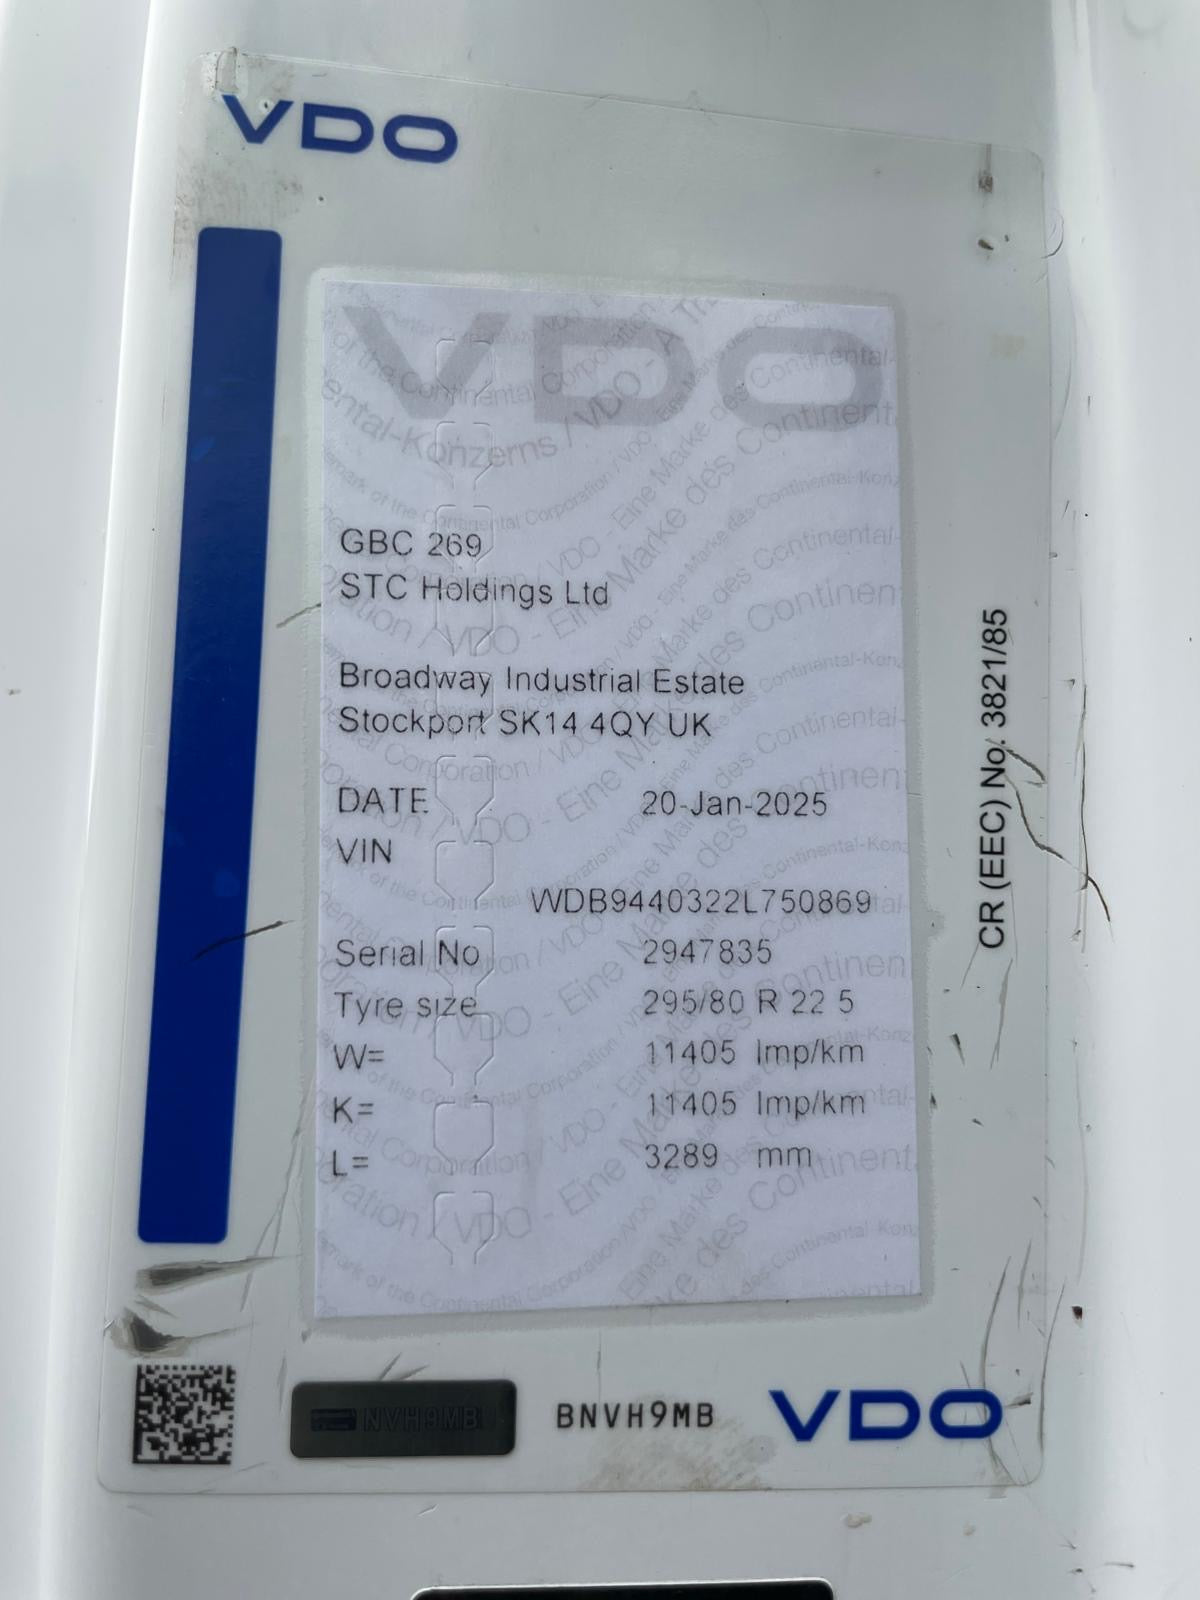 VDO
VDO
GBC 269
STC Holdings Ltd
Broadway Industrial Estate
Stockport SK14 4QY UK
DATE 20-Jan-2025
VIN
WDB9440322L750869
Serial No 2947835
Tyre size 295/80 R 22 5
W= 11405 Imp/km
K= 11405 Imp/km
L= 3289 mm
CR (EEC) No. 3821/85
NVH9MB
BNVH9MB
VDO